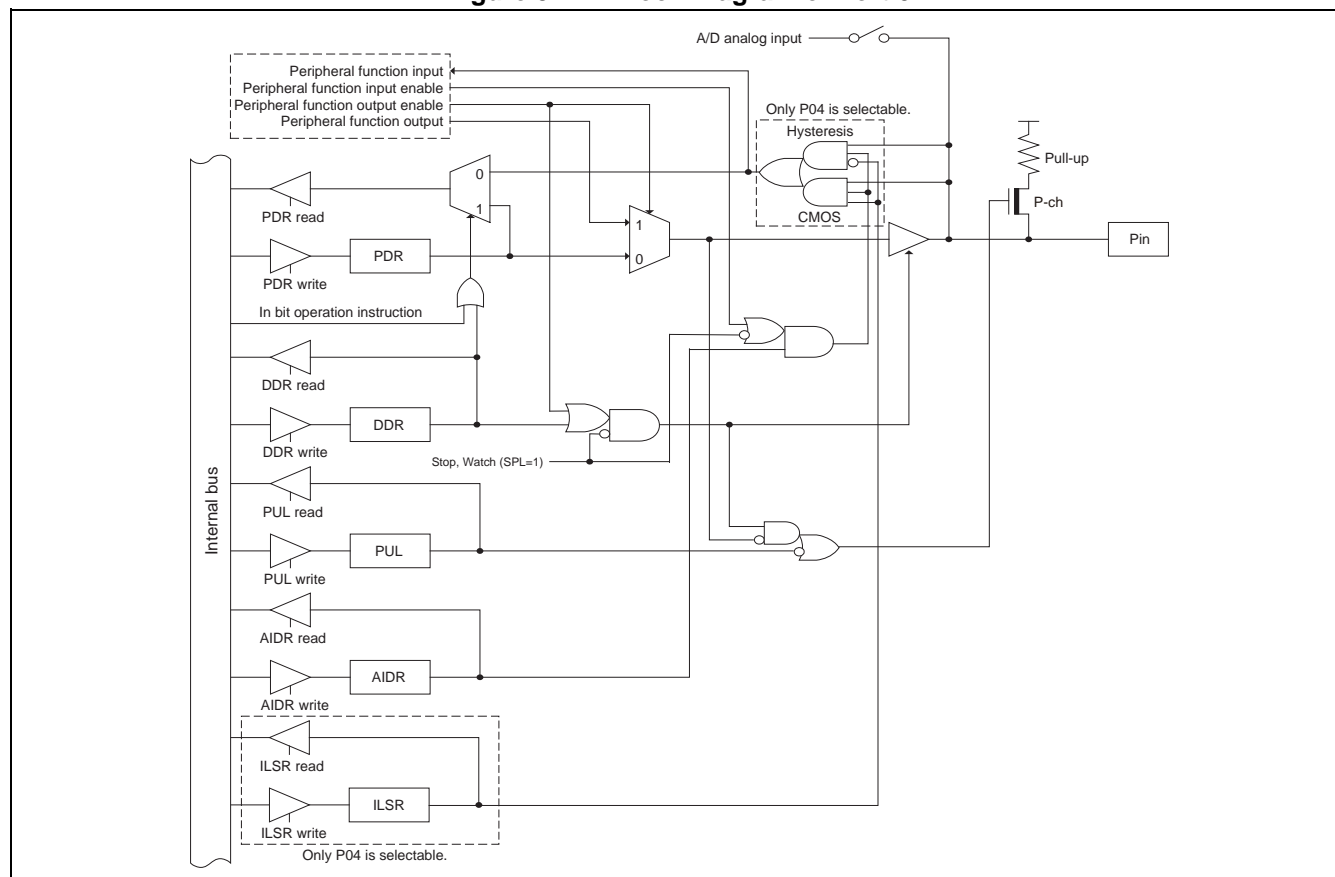 A/D analog input
Peripheral function input
Peripheral function input enable
Peripheral function output enable
Peripheral function output
Only P04 is selectable.
Hysteresis
CMOS
Pull-up
P-ch
Pin
0
1
PDR read
1
0
PDR
PDR write
In bit operation instruction
DDR read
DDR
DDR write
Stop, Watch (SPL=1)
Internal bus
PUL read
PUL
PUL write
AIDR read
AIDR
AIDR write
ILSR read
ILSR
ILSR write
Only P04 is selectable.